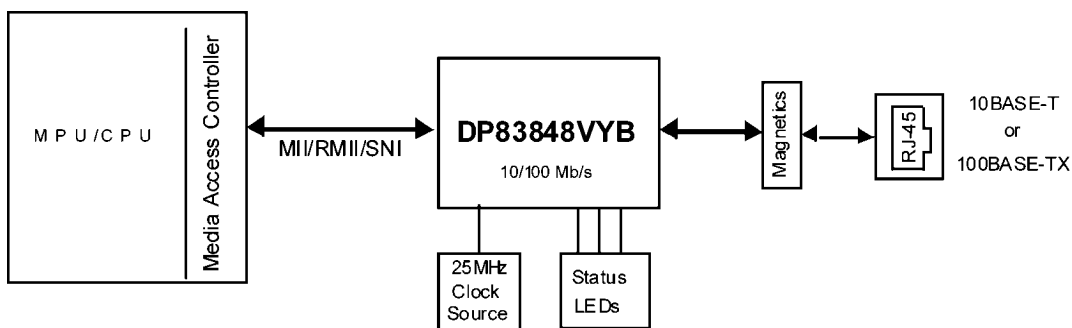 MPU/CPU
Media Access Controller
MII/RMII/SNI
DP83848VYB
10/100 Mb/s
25MHz
Clock
Source
Status
LEDs
Magnetics
RJ-45
10BASE-T
or
100BASE-TX